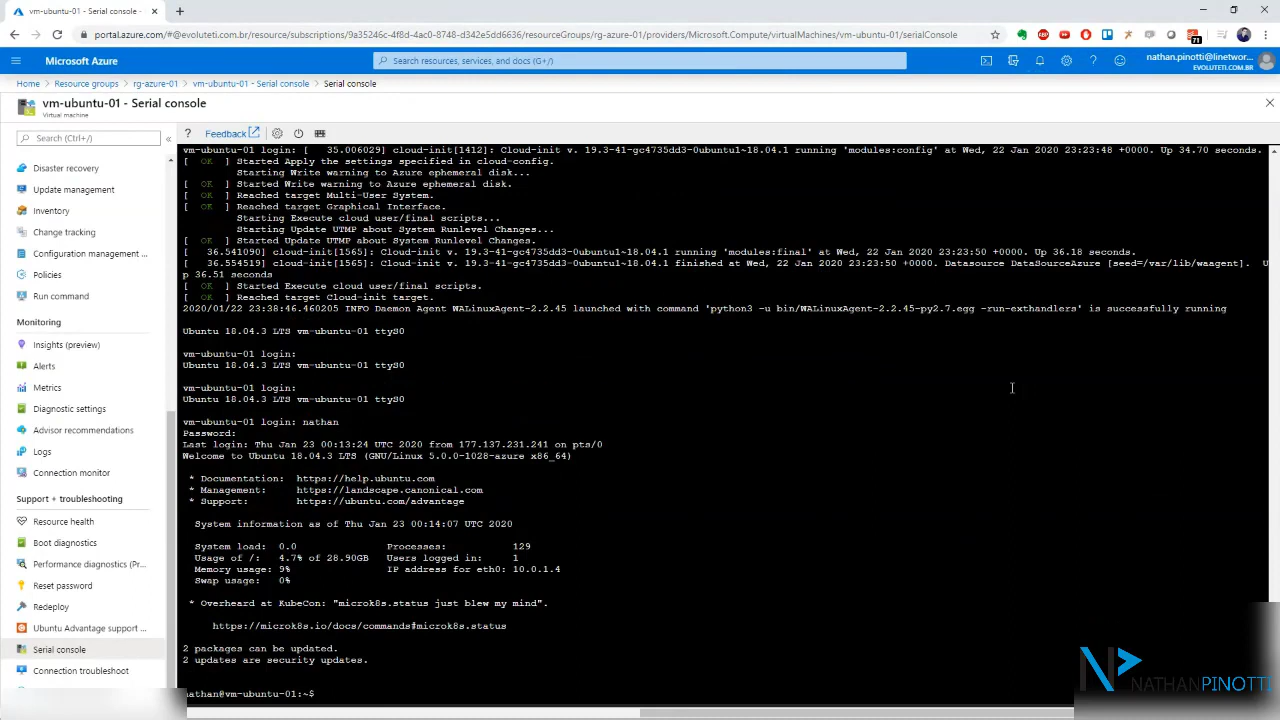 vm-ubuntu-01 - Serial console
portal.azure.com/#@evoluteti.com.br/resource/subscriptions/9a35246c-4f8d-4ac0-8748-d342e5dd6636/resourceGroups/rg-azure-01/providers/Microsoft.Compute/virtualMachines/vm-ubuntu-01/serialConsole
71
Microsoft Azure
Search resources, services, and docs (G+/)
nathan.pinotti@linetwor...
EVOLUTETI.COM.BR
Home > Resource groups > rg-azure-01 > vm-ubuntu-01 - Serial console > Serial console
vm-ubuntu-01 - Serial console
Virtual machine
Search (Ctrl+/)
«
? Feedback
Disaster recovery
Update management
Inventory
Change tracking
Configuration management ...
Policies
Run command
Monitoring
Insights (preview)
Alerts
Metrics
Diagnostic settings
Advisor recommendations
Logs
Connection monitor
Support + troubleshooting
Resource health
Boot diagnostics
Performance diagnostics (Pr...
Reset password
Redeploy
Ubuntu Advantage support ...
Serial console
Connection troubleshoot
vm-ubuntu-01 login: [   35.006029] cloud-init[1412]: Cloud-init v. 19.3-41-gc4735dd3-0ubuntu1~18.04.1 running 'modules:config' at Wed, 22 Jan 2020 23:23:48 +0000. Up 34.70 seconds.
[  OK  ] Started Apply the settings specified in cloud-config.
Starting Write warning to Azure ephemeral disk...
[  OK  ] Started Write warning to Azure ephemeral disk.
[  OK  ] Reached target Multi-User System.
[  OK  ] Reached target Graphical Interface.
Starting Execute cloud user/final scripts...
Starting Update UTMP about System Runlevel Changes...
[  OK  ] Started Update UTMP about System Runlevel Changes.
[   36.541090] cloud-init[1565]: Cloud-init v. 19.3-41-gc4735dd3-0ubuntu1~18.04.1 running 'modules:final' at Wed, 22 Jan 2020 23:23:50 +0000. Up 36.18 seconds.
[   36.554519] cloud-init[1565]: Cloud-init v. 19.3-41-gc4735dd3-0ubuntu1~18.04.1 finished at Wed, 22 Jan 2020 23:23:50 +0000. Datasource DataSourceAzure [seed=/var/lib/waagent].  U
p 36.51 seconds
[  OK  ] Started Execute cloud user/final scripts.
[  OK  ] Reached target Cloud-init target.
2020/01/22 23:38:46.460205 INFO Daemon Agent WALinuxAgent-2.2.45 launched with command 'python3 -u bin/WALinuxAgent-2.2.45-py2.7.egg -run-exthandlers' is successfully running
Ubuntu 18.04.3 LTS vm-ubuntu-01 ttyS0
vm-ubuntu-01 login:
Ubuntu 18.04.3 LTS vm-ubuntu-01 ttyS0
vm-ubuntu-01 login:
Ubuntu 18.04.3 LTS vm-ubuntu-01 ttyS0
vm-ubuntu-01 login: nathan
Password:
Last login: Thu Jan 23 00:13:24 UTC 2020 from 177.137.231.241 on pts/0
Welcome to Ubuntu 18.04.3 LTS (GNU/Linux 5.0.0-1028-azure x86_64)
* Documentation:  https://help.ubuntu.com
* Management:     https://landscape.canonical.com
* Support:        https://ubuntu.com/advantage
System information as of Thu Jan 23 00:14:07 UTC 2020
System load:  0.0                Processes:           129
Usage of /:   4.7% of 28.90GB   Users logged in:     1
Memory usage: 9%                IP address for eth0: 10.0.1.4
Swap usage:   0%
* Overheard at KubeCon: "microk8s.status just blew my mind".
https://microk8s.io/docs/commands#microk8s.status
2 packages can be updated.
2 updates are security updates.
nathan@vm-ubuntu-01:~$
NATHANPINOTTI